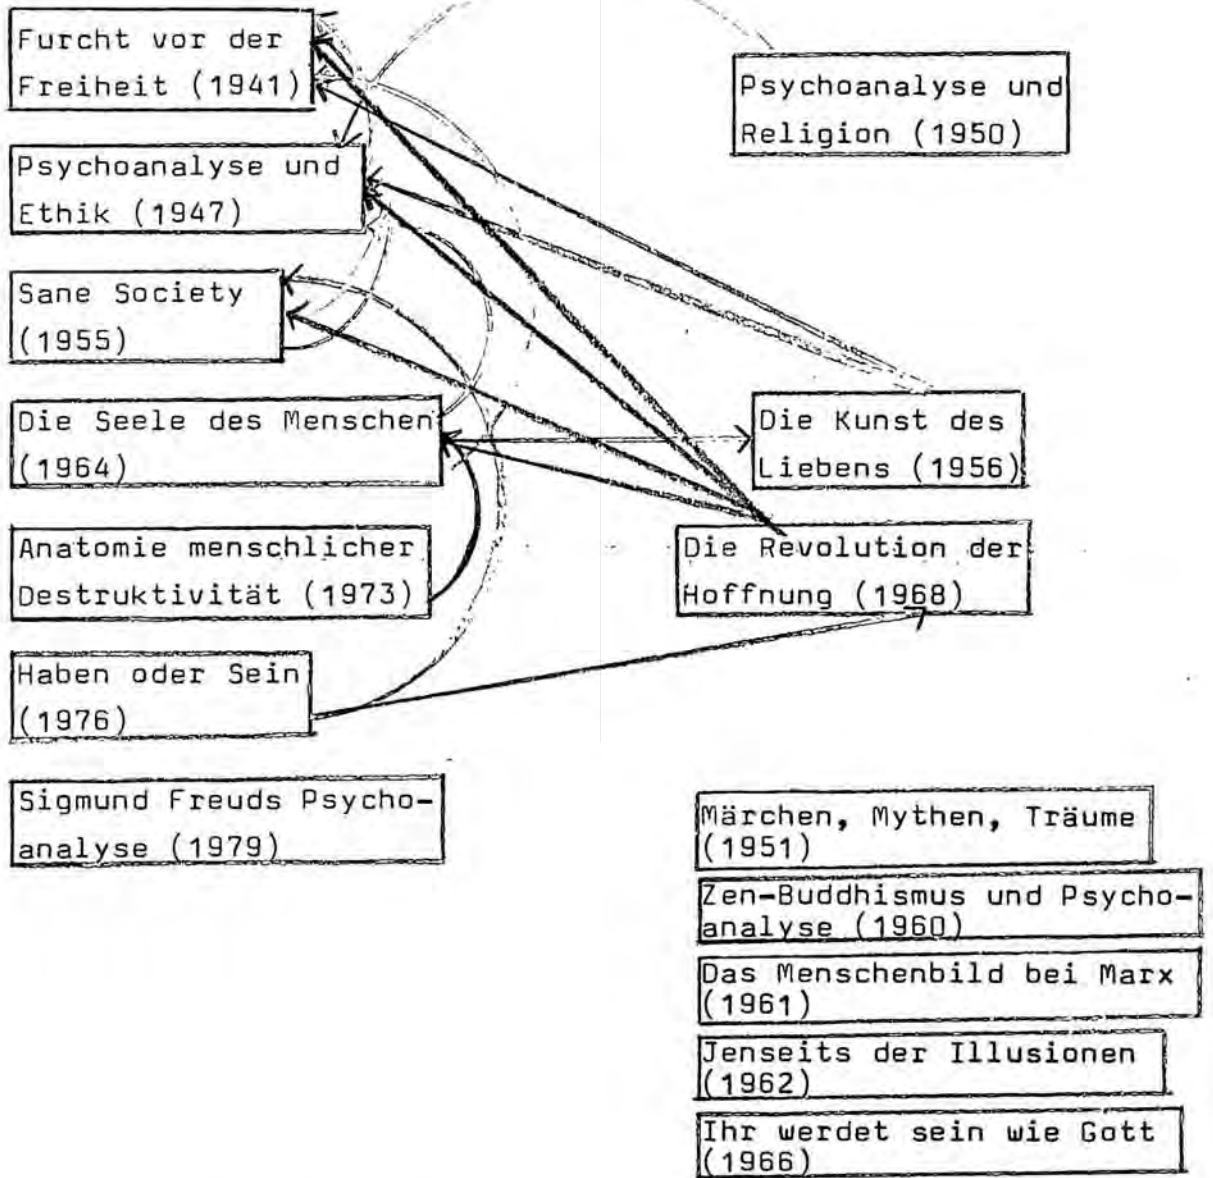 Furcht vor der
Freiheit (1941)
Psychoanalyse und
Religion (1950)
Psychoanalyse und
Ethik (1947)
Sane Society
(1955)
Die Seele des Menschen
(1964)
Die Kunst des
Liebens (1956)
Anatomie menschlicher
Destruktivität (1973)
Die Revolution der
Hoffnung (1968)
Haben oder Sein
(1976)
Sigmund Freuds Psycho-
analyse (1979)
Märchen, Mythen, Träume
(1951)
Zen-Buddhismus und Psycho-
analyse (1960)
Das Menschenbild bei Marx
(1961)
Jenseits der Illusionen
(1962)
Ihr werdet sein wie Gott
(1966)